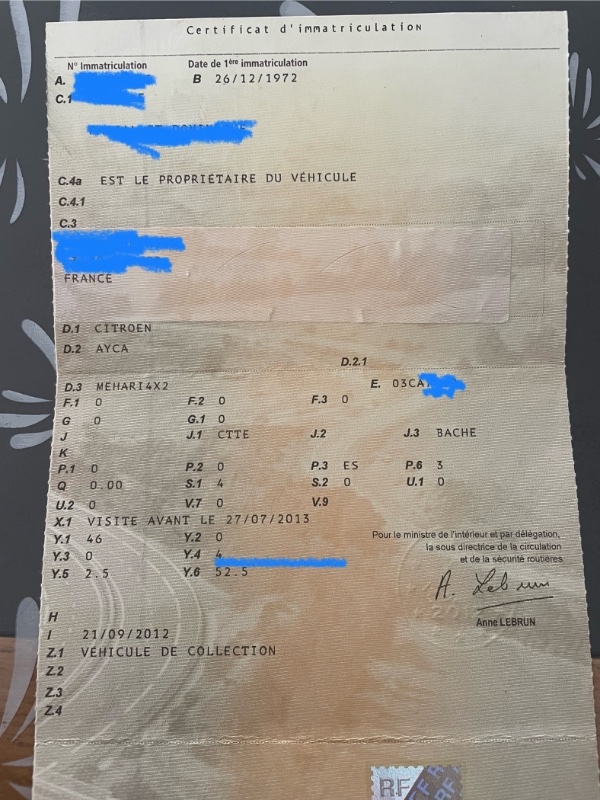 Certificat d'immatriculation
N° Immatriculation Date de 1ère immatriculation
A. B 26/12/1972
C.1
C.4a EST LE PROPRIÉTAIRE DU VÉHICULE
C.4.1
C.3
FRANCE
D.1 CITROEN
D.2 AYCA
D.2.1
D.3 MEHARI4X2 E. 03CA
F.1 0 F.2 0 F.3 0
G 0 G.1 0
J J.1 CTTE J.2 J.3 BACHE
K
P.1 0 P.2 0 P.3 ES P.6 3
Q 0.00 S.1 4 S.2 0 U.1 0
U.2 0 V.7 0 V.9
X.1 VISITE AVANT LE 27/07/2013
Y.1 46 Y.2 0
Y.3 0 Y.4 4
Y.5 2.5 Y.6 52.5
Pour le ministre de l'intérieur et par délégation,
la sous directrice de la circulation
et de la sécurité routières
A. Lebrun
Anne LEBRUN
H
I 21/09/2012
Z.1 VÉHICULE DE COLLECTION
Z.2
Z.3
Z.4
RF